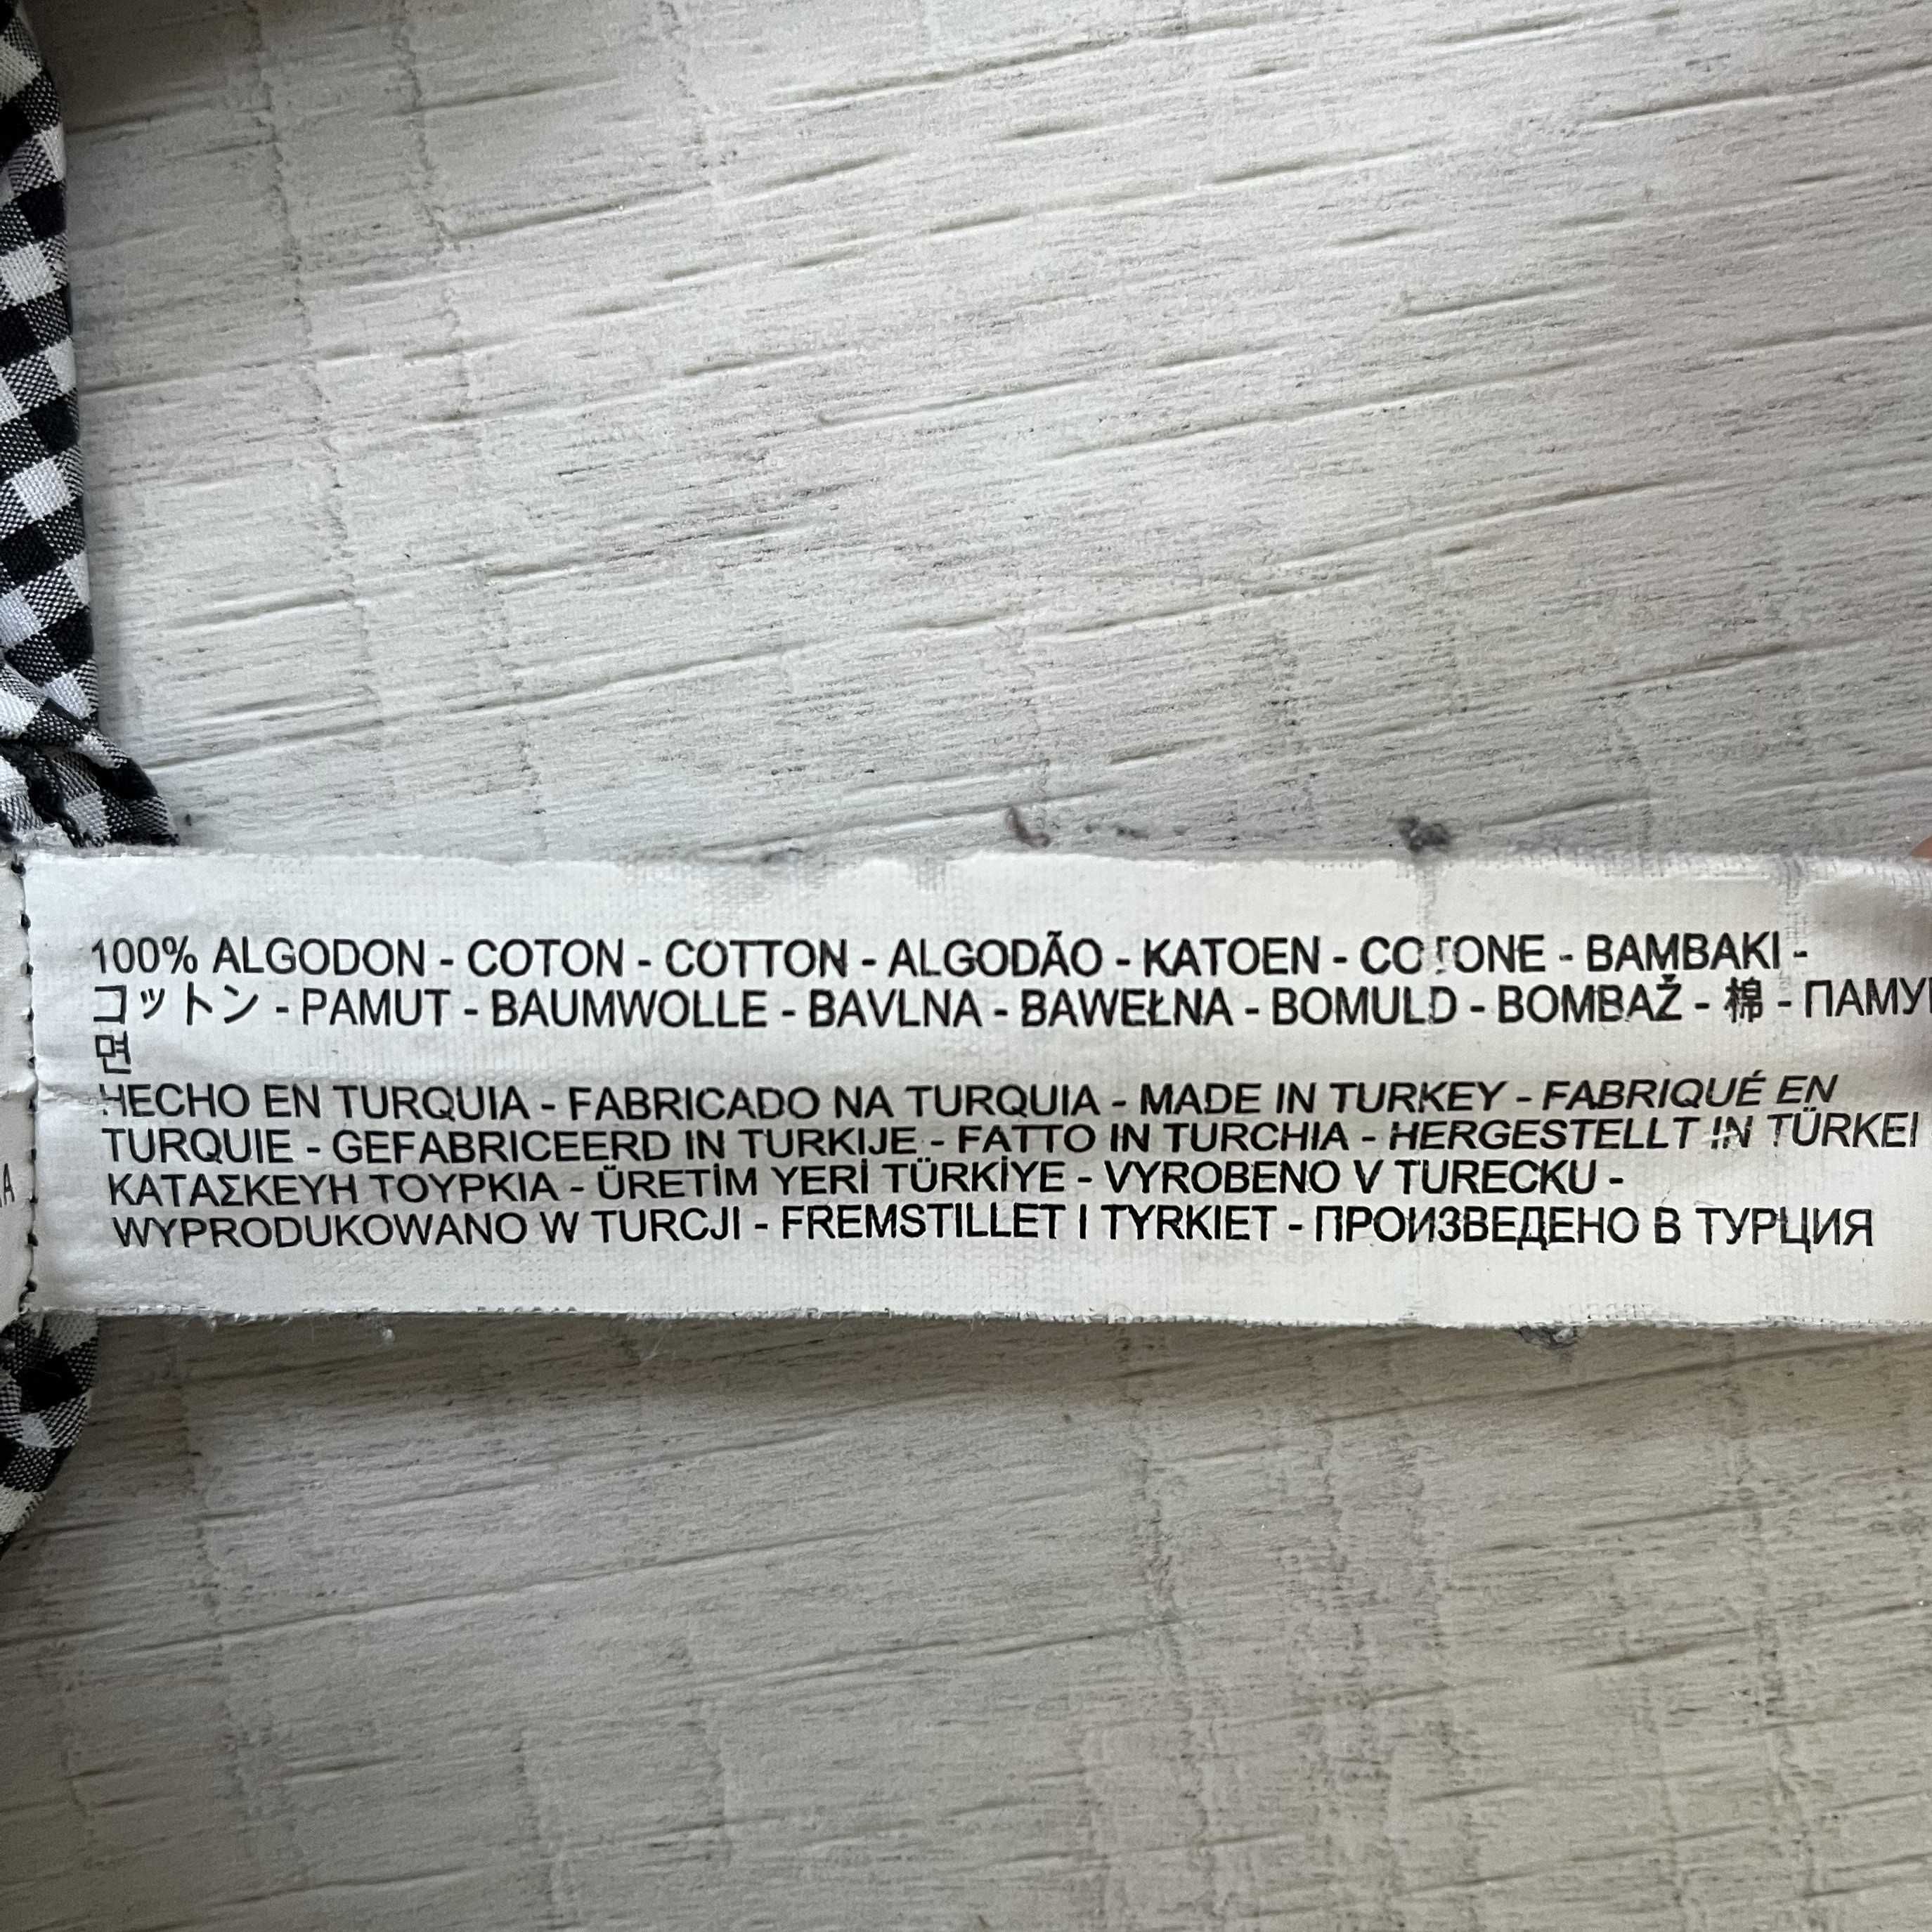 100% ALGODON - COTON - COTTON - ALGODÃO - KATOEN - COTONE - BAMBAKI -
コットン - PAMUT - BAUMWOLLE - BAVLNA - BAWEŁNA - BOMULD - BOMBAŽ - 棉 -
면
HECHO EN TURQUIA - FABRICADO NA TURQUIA - MADE IN TURKEY - FABRIQUÉ EN
TURQUIE - GEFABRICEERD IN TURKIJE - FATTO IN TURCHIA - HERGESTELLT IN TÜRKEI
ΚΑΤΑΣΚΕΥΗ ΤΟΥΡΚΙΑ - ÜRETİM YERİ TÜRKİYE - VYROBENO V TURECKU -
WYPRODUKOWANO W TURCJI - FREMSTILLET I TYRKIET - ПРОИЗВЕДЕНО В ТУРЦИЯ